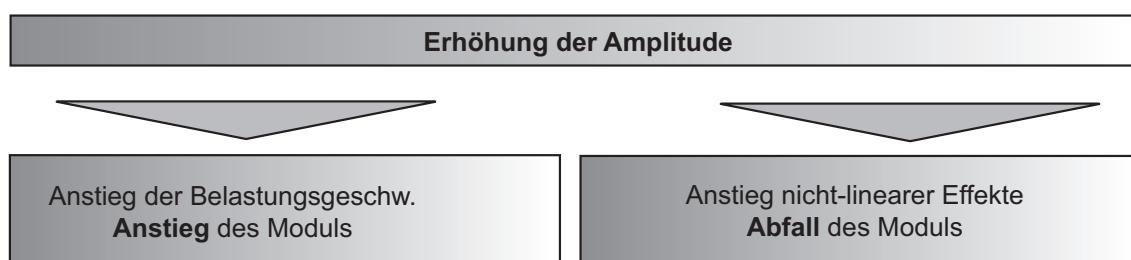 Erhöhung der Amplitude
Anstieg der Belastungsgeschw.
Anstieg des Moduls
Anstieg nicht-linearer Effekte
Abfall des Moduls